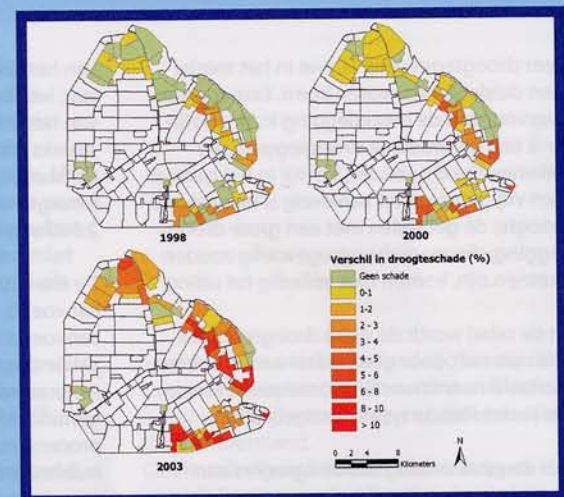 1998
2000
Verschil in droogteschade (%)
Geen schade
0-1
1 - 2
2 - 3
3 - 4
4 - 5
5 - 6
6 - 8
8 - 10
> 10
0 2 4 8
Kilometers
N
2003